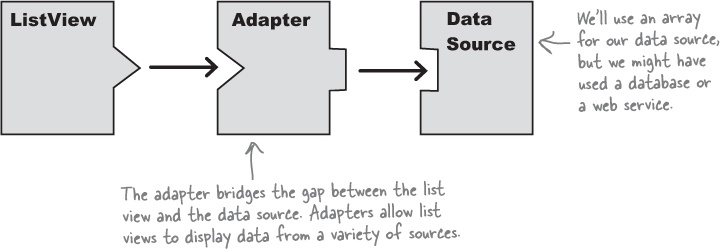 ListView
Adapter
Data
Source
We'll use an array
for our data source,
but we might have
used a database or
a web service.
The adapter bridges the gap between the list
view and the data source. Adapters allow list
views to display data from a variety of sources.